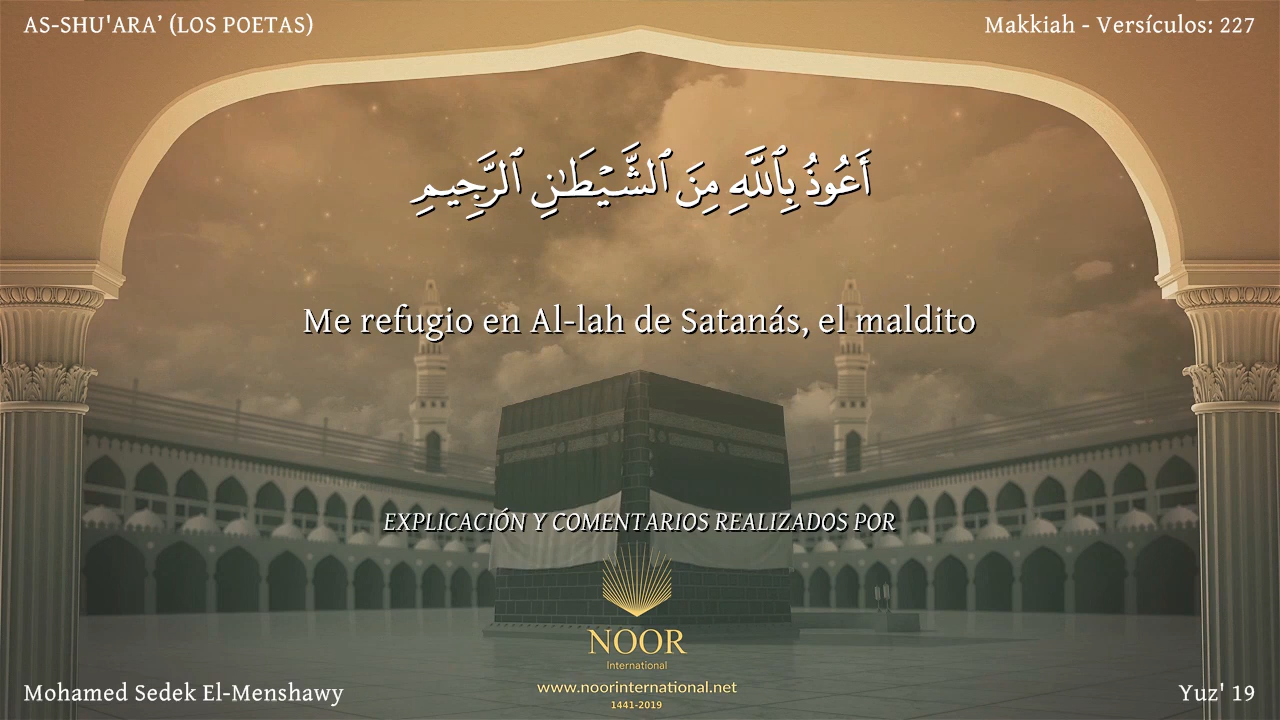 AS-SHU'ARA’ (LOS POETAS)
Makkiah - Versículos: 227
أَعُوذُ بِٱللَّهِ مِنَ ٱلشَّيْطَٰنِ ٱلرَّجِيمِ
Me refugio en Al-lah de Satanás, el maldito
EXPLICACIÓN Y COMENTARIOS REALIZADOS POR
NOOR
International
www.noorinternational.net
1441-2019
Mohamed Sedek El-Menshawy
Yuz' 19